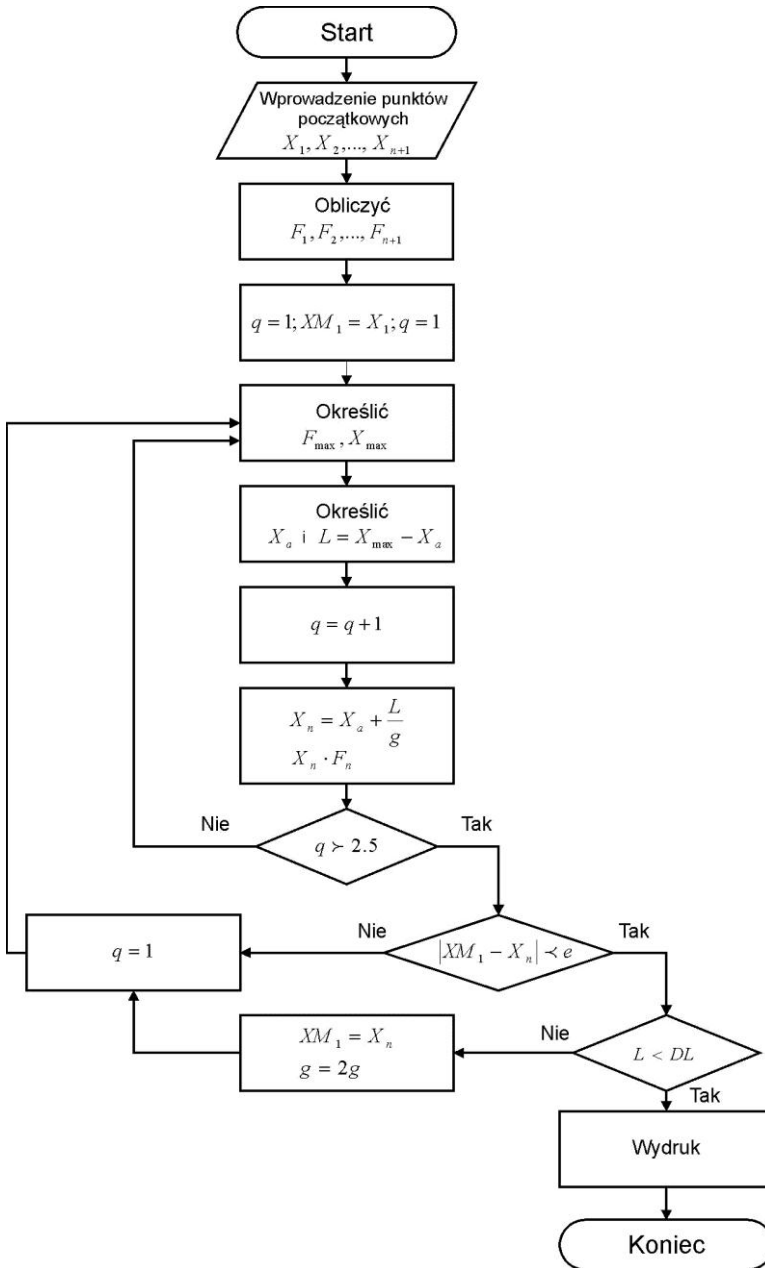 Start
Wprowadzenie punktów
początkowych
X₁, X₂,..., Xₙ₊₁
Obliczyć
F₁, F₂,..., Fₙ₊₁
q = 1; XM₁ = X₁; q = 1
Określić
Fmax, Xmax
Określić
Xₐ i L = Xmax − Xₐ
q = q + 1
Xₙ = Xₐ + L/g
Xₙ · Fₙ
Nie
q ≻ 2.5
Tak
q = 1
Nie
|XM₁ − Xₙ| ≺ e
Tak
XM₁ = Xₙ
g = 2g
Nie
L < DL
Tak
Wydruk
Koniec